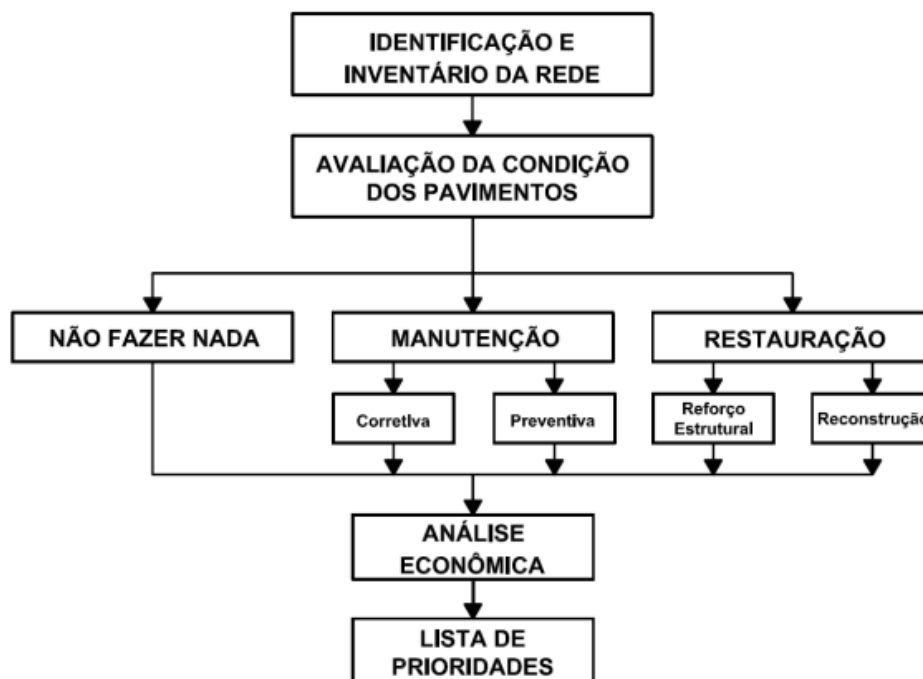 IDENTIFICAÇÃO E
INVENTÁRIO DA REDE
AVALIAÇÃO DA CONDIÇÃO
DOS PAVIMENTOS
NÃO FAZER NADA
MANUTENÇÃO
RESTAURAÇÃO
Corretiva
Preventiva
Reforço
Estrutural
Reconstrução
ANÁLISE
ECONÔMICA
LISTA DE
PRIORIDADES